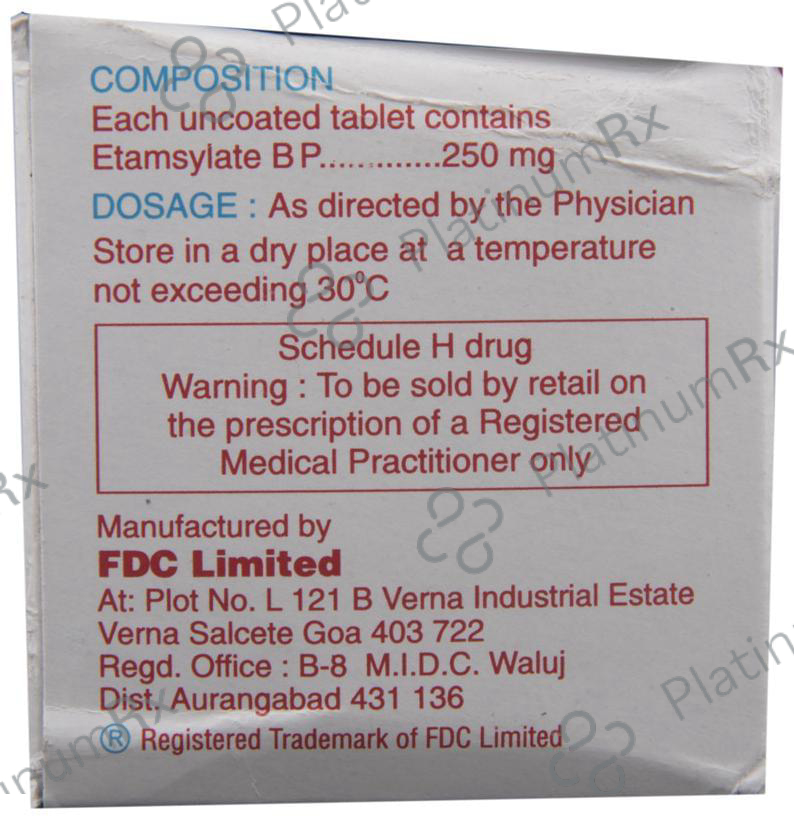 COMPOSITION
Each uncoated tablet contains
Etamsylate B P.............250 mg
DOSAGE : As directed by the Physician
Store in a dry place at a temperature
not exceeding 30°C
Schedule H drug
Warning : To be sold by retail on
the prescription of a Registered
Medical Practitioner only
Manufactured by
FDC Limited
At: Plot No. L 121 B Verna Industrial Estate
Verna Salcete Goa 403 722
Regd. Office : B-8 M.I.D.C. Waluj
Dist. Aurangabad 431 136
® Registered Trademark of FDC Limited
PlatinumRx
PlatinumRx